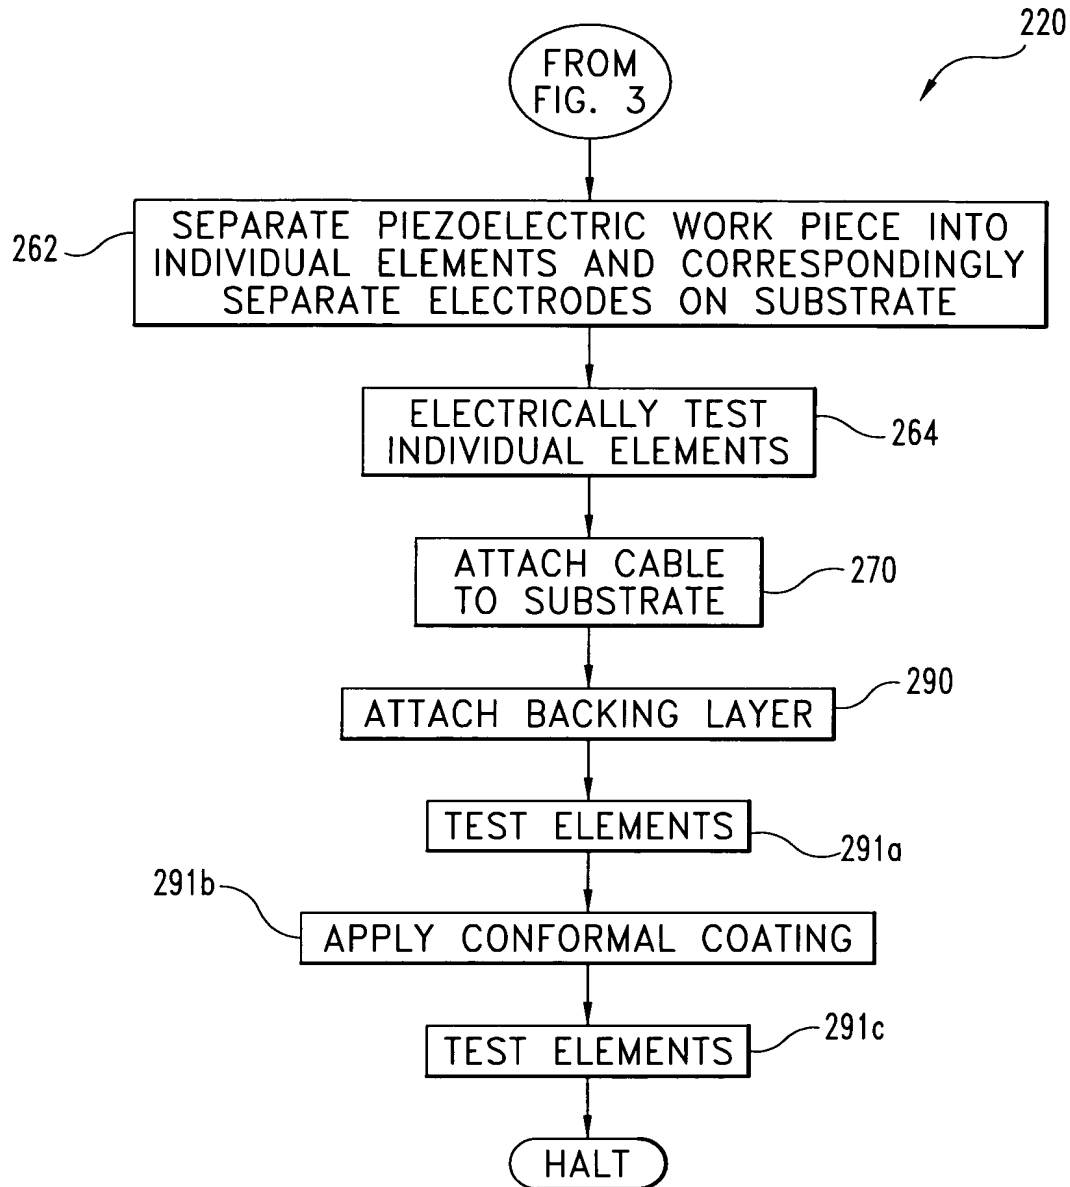 220
FROM
FIG. 3
262
SEPARATE PIEZOELECTRIC WORK PIECE INTO
INDIVIDUAL ELEMENTS AND CORRESPONDINGLY
SEPARATE ELECTRODES ON SUBSTRATE
ELECTRICALLY TEST
INDIVIDUAL ELEMENTS
264
ATTACH CABLE
TO SUBSTRATE
270
ATTACH BACKING LAYER
290
TEST ELEMENTS
291a
291b
APPLY CONFORMAL COATING
TEST ELEMENTS
291c
HALT